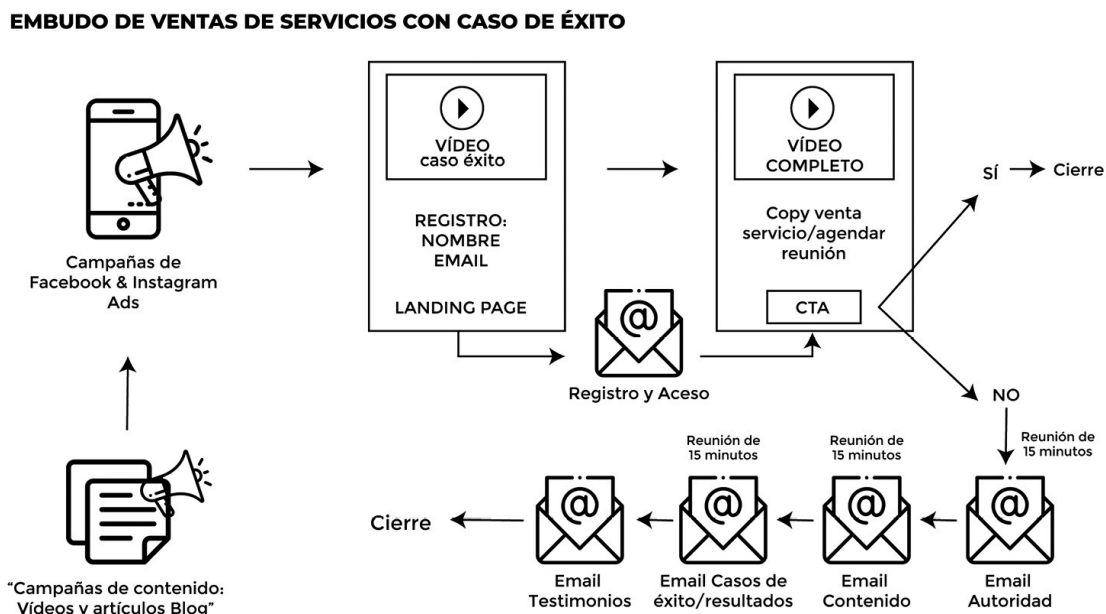 EMBUDO DE VENTAS DE SERVICIOS CON CASO DE ÉXITO
VÍDEO
caso éxito
REGISTRO:
NOMBRE
EMAIL
LANDING PAGE
VÍDEO
COMPLETO
Copy venta
servicio/agendar
reunión
CTA
SÍ
Cierre
Campañas de
Facebook & Instagram
Ads
@
Registro y Aceso
NO
Reunión de
15 minutos
Reunión de
15 minutos
Reunión de
15 minutos
Cierre
@
Email
Testimonios
@
Email Casos de
éxito/resultados
@
Email
Contenido
@
Email
Autoridad
“Campañas de contenido:
Vídeos y artículos Blog”